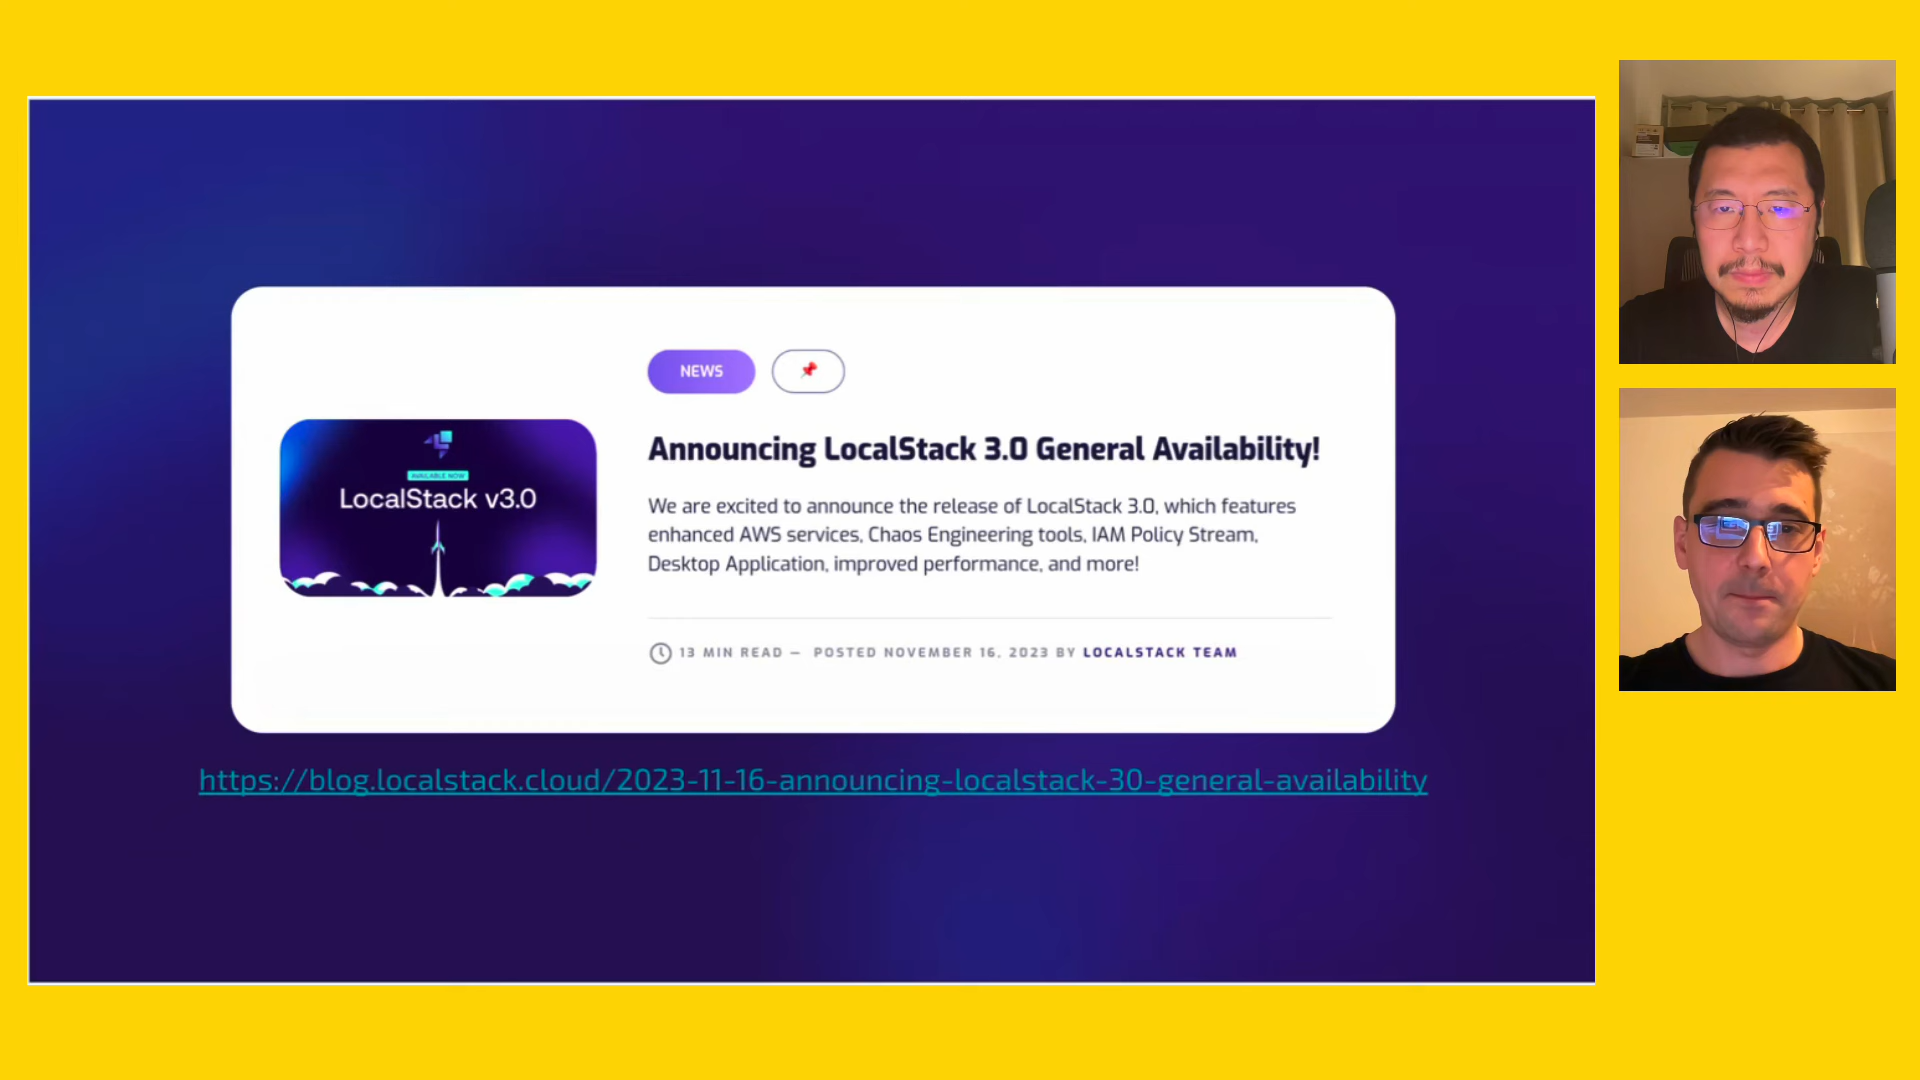 NEWS
Announcing LocalStack 3.0 General Availability!
AVAILABLE NOW
LocalStack v3.0
We are excited to announce the release of LocalStack 3.0, which features
enhanced AWS services, Chaos Engineering tools, IAM Policy Stream,
Desktop Application, improved performance, and more!
13 MIN READ — POSTED NOVEMBER 16, 2023 BY LOCALSTACK TEAM
https://blog.localstack.cloud/2023-11-16-announcing-localstack-30-general-availability